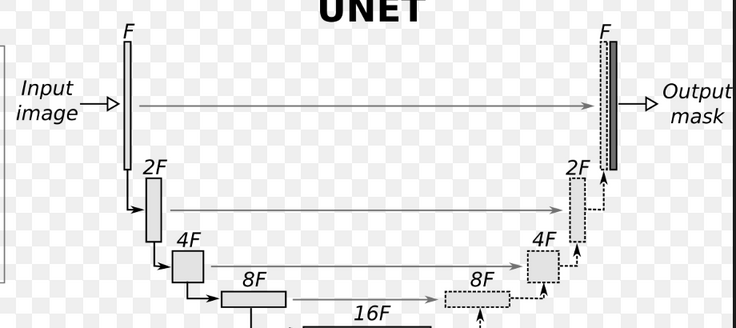 UNET
F
F
Input
image
Output
mask
2F
2F
4F
4F
8F
8F
16F